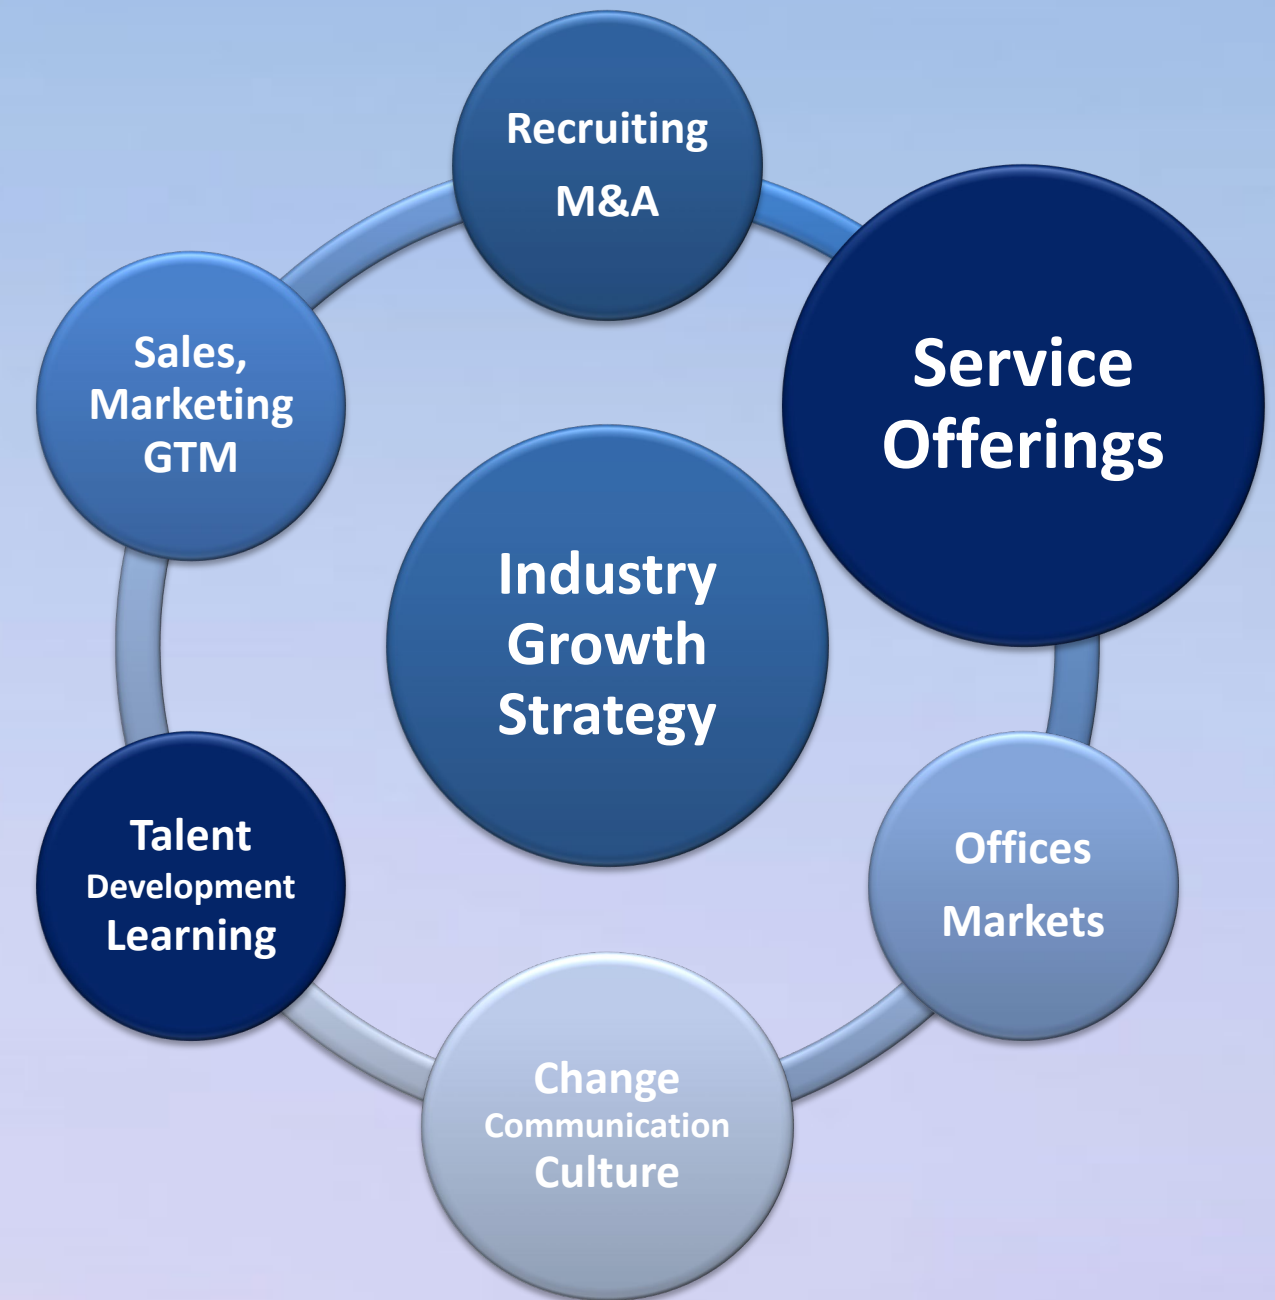 Recruiting
M&A
Service
Offerings
Sales,
Marketing
GTM
Industry
Growth
Strategy
Offices
Markets
Talent
Development
Learning
Change
Communication
Culture